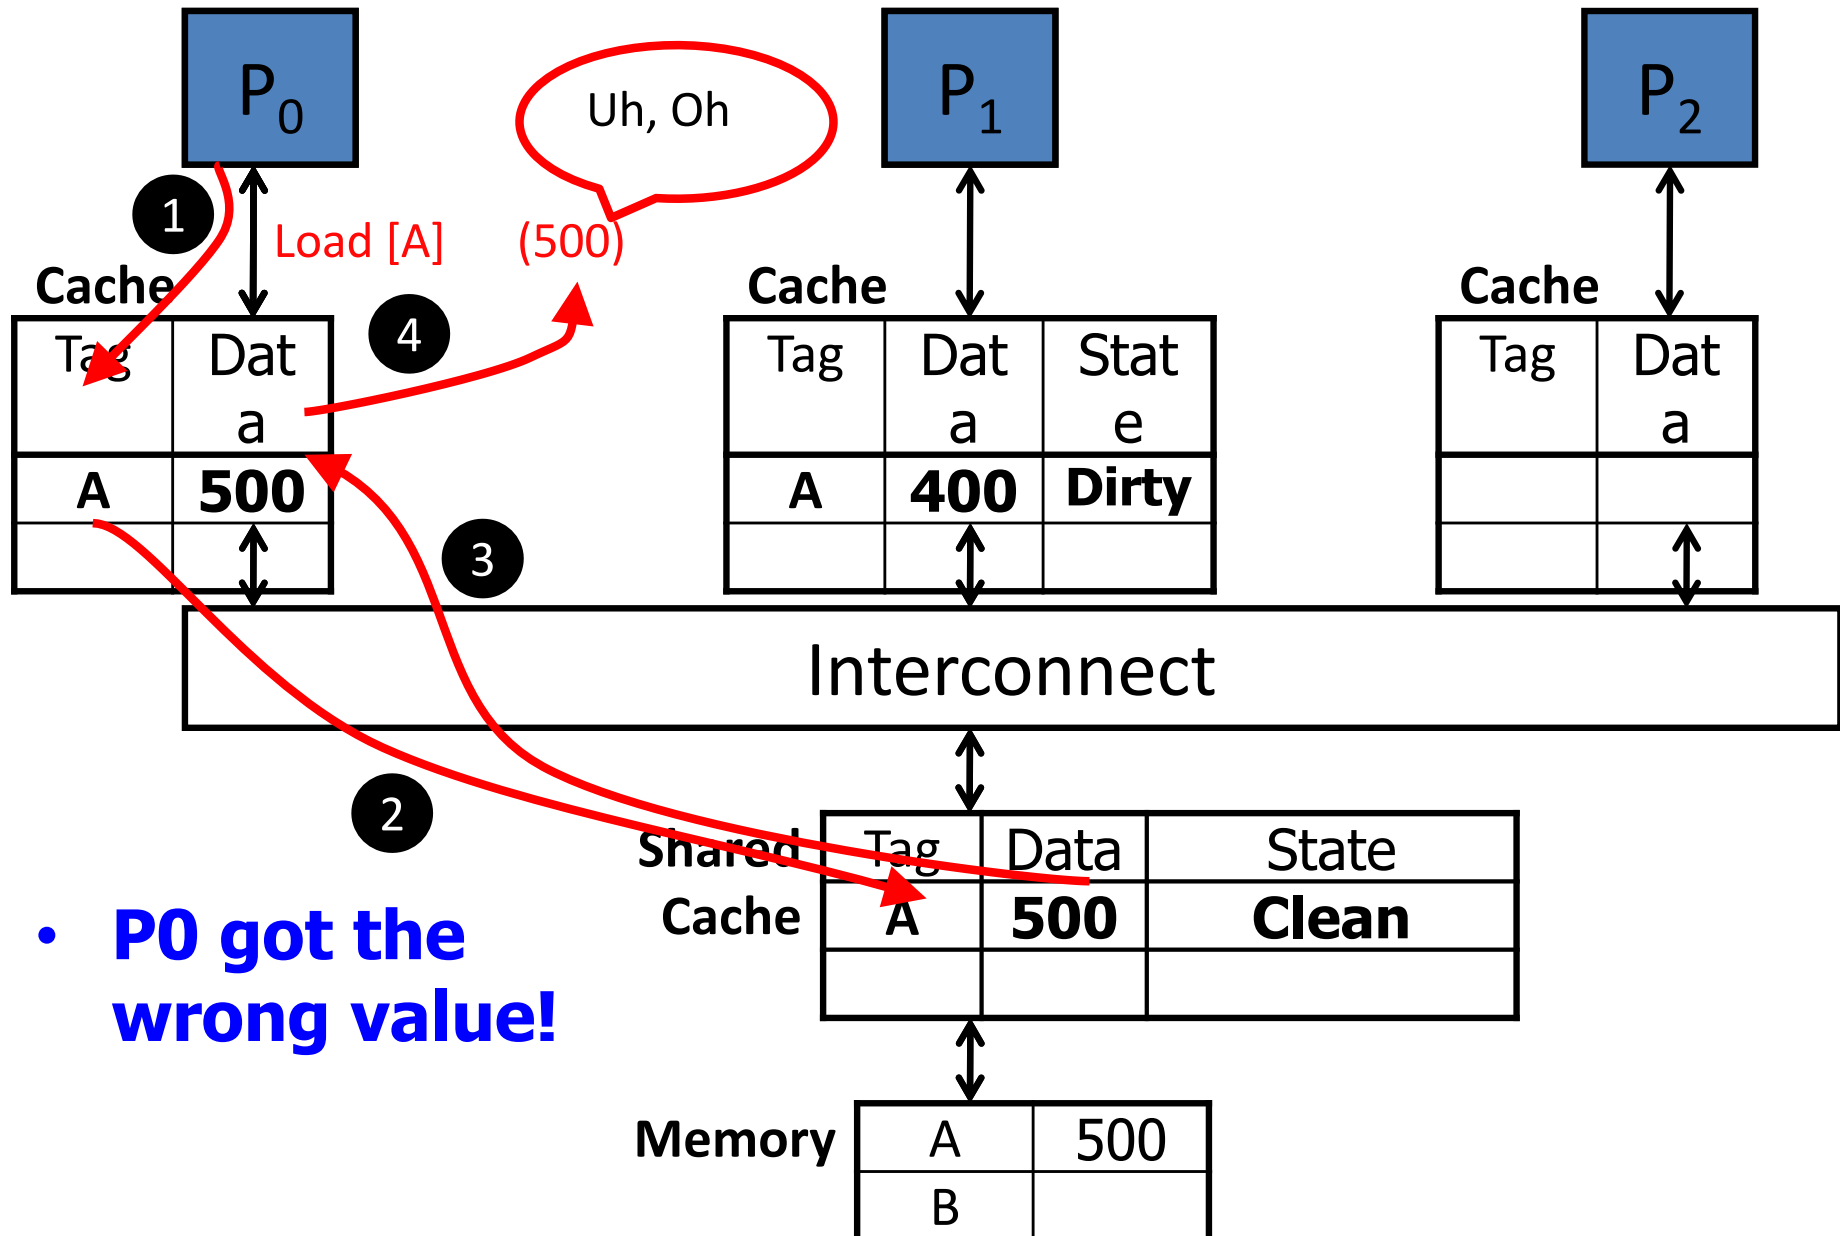 P0
P1
P2
Uh, Oh
1
Load [A] (500)
Cache
Cache
Cache
4
Tag
Dat
a
A
500
Tag
Dat
a
Stat
e
A
400
Dirty
Tag
Dat
a
3
Interconnect
2
Shared
Cache
Tag
Data
State
A
500
Clean
• P0 got the
wrong value!
Memory
A
500
B